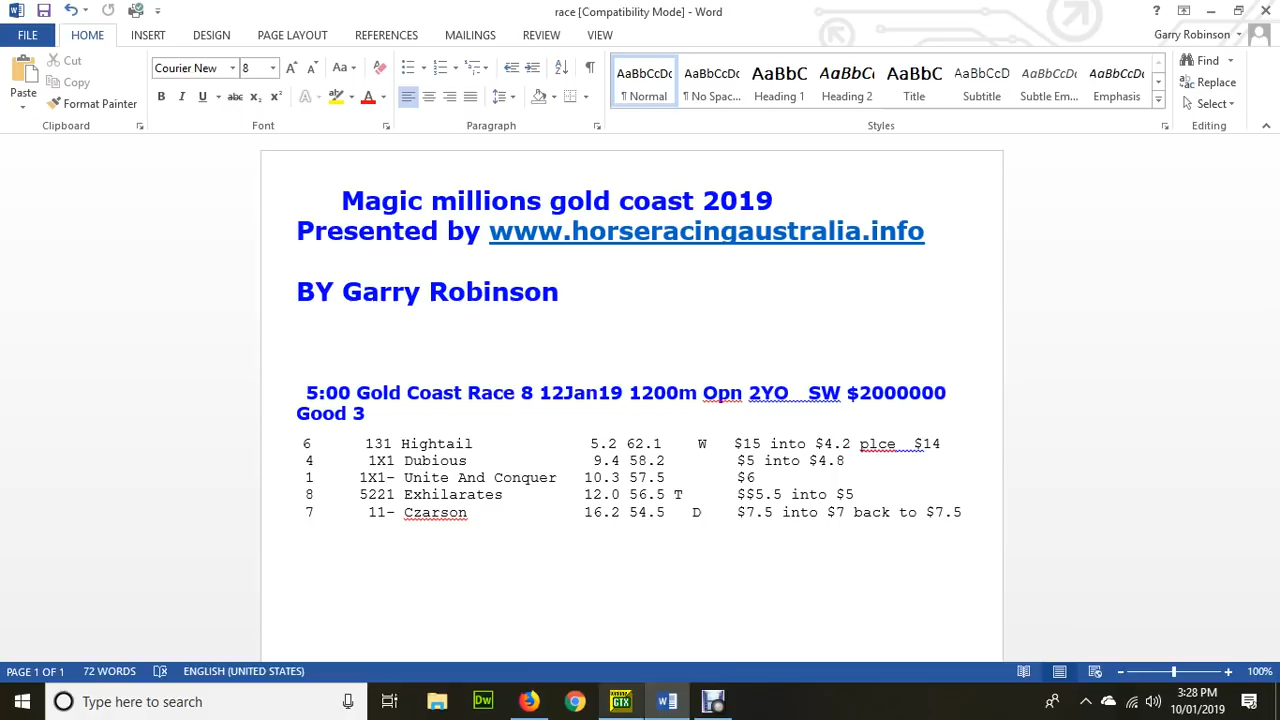 race [Compatibility Mode] - Word
FILE HOME INSERT DESIGN PAGE LAYOUT REFERENCES MAILINGS REVIEW VIEW Garry Robinson
Paste
Cut
Copy
Format Painter
Clipboard
Courier New 8
Font
Paragraph
AaBbCcDc AaBbCcDc AaBbC AaBbCc AaBbC AaBbCcD AaBbCcDc AaBbCcDc
¶ Normal ¶ No Spac... Heading 1 Heading 2 Title Subtitle Subtle Em... Emphasis
Styles
Find
Replace
Select
Editing
Magic millions gold coast 2019
Presented by www.horseracingaustralia.info
BY Garry Robinson
5:00 Gold Coast Race 8 12Jan19 1200m Opn 2YO SW $2000000
Good 3
6 131 Hightail 5.2 62.1 W $15 into $4.2 plce $14
4 1X1 Dubious 9.4 58.2 $5 into $4.8
1 1X1- Unite And Conquer 10.3 57.5 $6
8 5221 Exhilarates 12.0 56.5 T $$5.5 into $5
7 11- Czarson 16.2 54.5 D $7.5 into $7 back to $7.5
PAGE 1 OF 1 72 WORDS ENGLISH (UNITED STATES) 100%
Type here to search
Dw
GTX
3:28 PM
10/01/2019